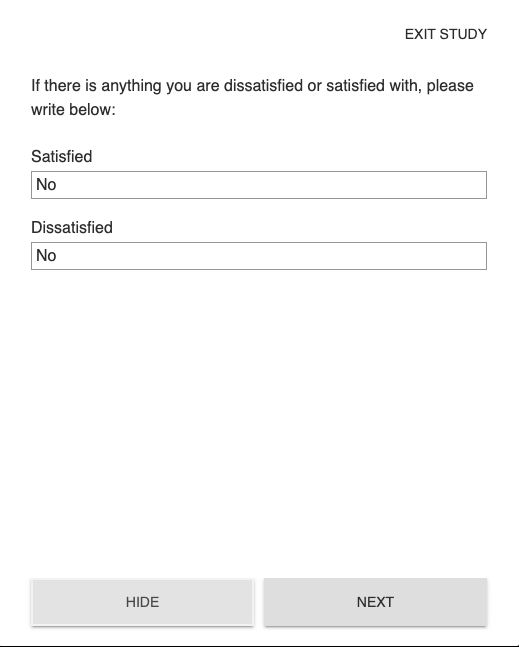 EXIT STUDY
If there is anything you are dissatisfied or satisfied with, please
write below:
Satisfied
No
Dissatisfied
No
HIDE
NEXT